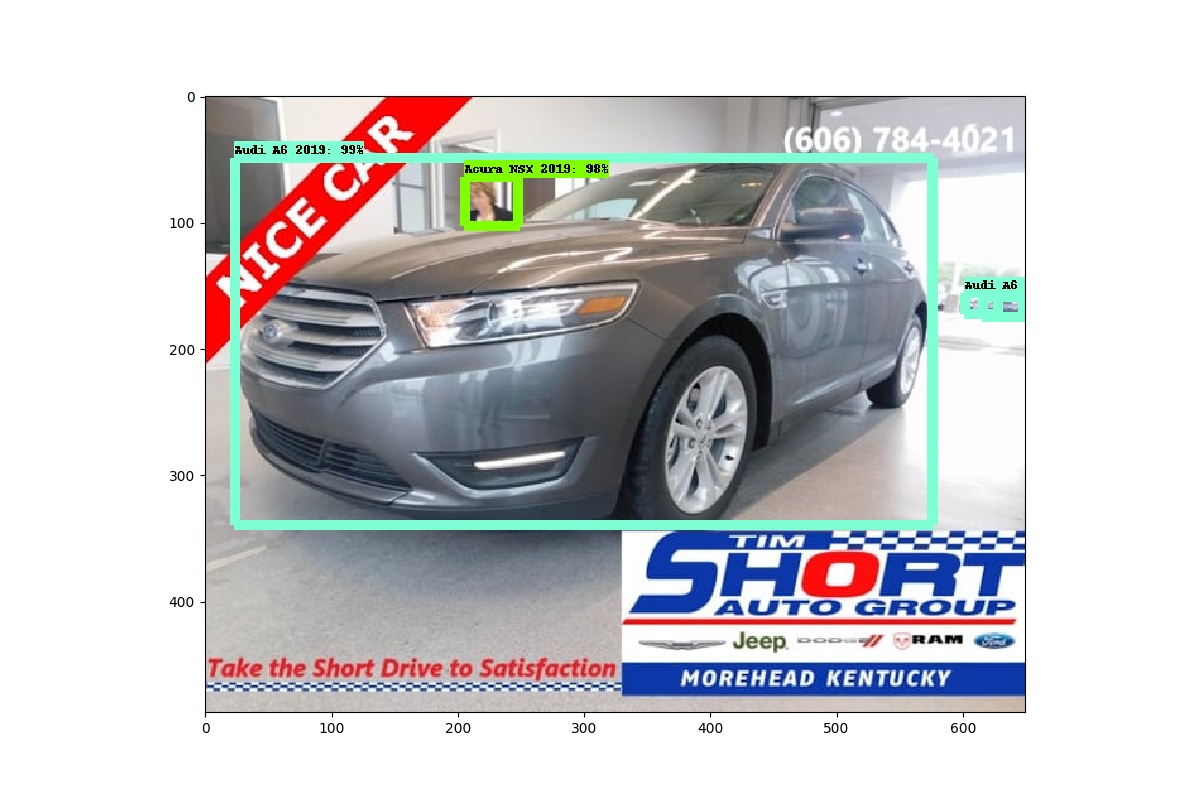 0
100
200
300
400
0
100
200
300
400
500
600
NICE CAR
(606) 784-4021
Audi A6 2019: 99%
Acura NSX 2019: 98%
Audi A6
Ford
TIM
SHORT
AUTO GROUP
Jeep
DODGE
RAM
Ford
Take the Short Drive to Satisfaction
MOREHEAD KENTUCKY